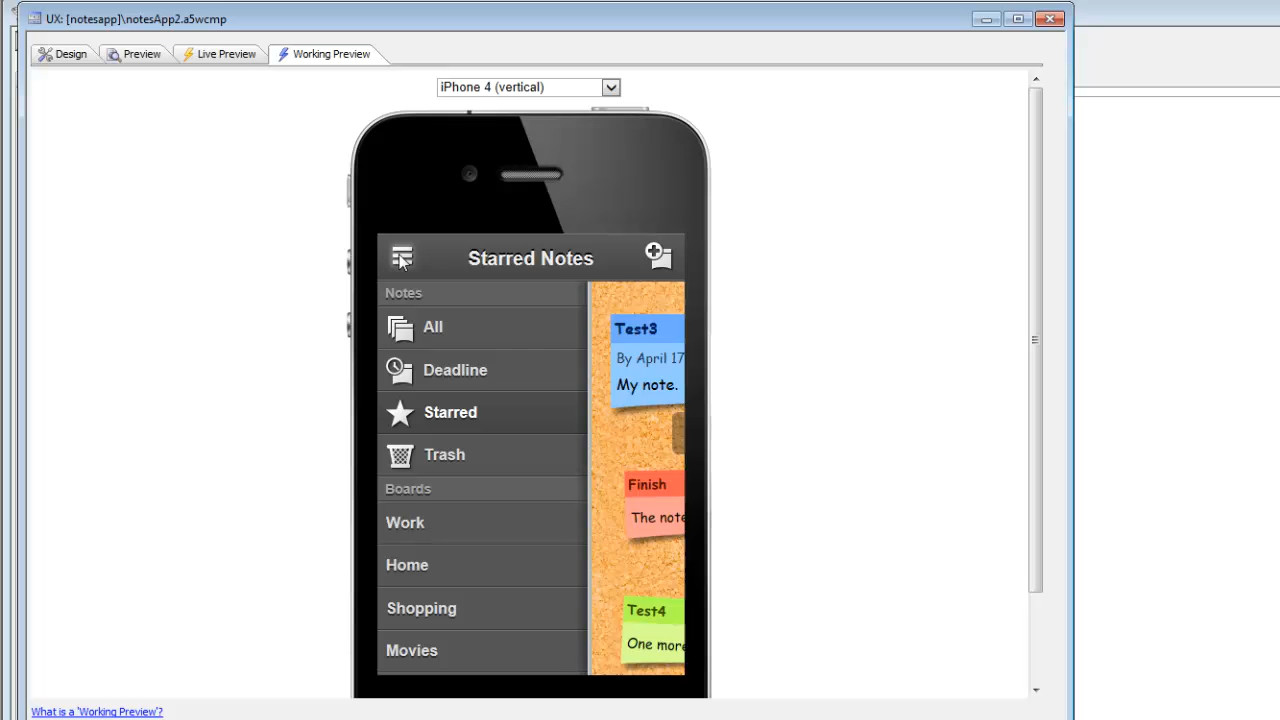 UX: [notesapp]\notesApp2.a5wcmp
Design
Preview
Live Preview
Working Preview
iPhone 4 (vertical)
Starred Notes
Notes
All
Deadline
Starred
Trash
Boards
Work
Home
Shopping
Movies
Test3
By April 17
My note.
Finish
The note
Test4
One more
What is a 'Working Preview'?